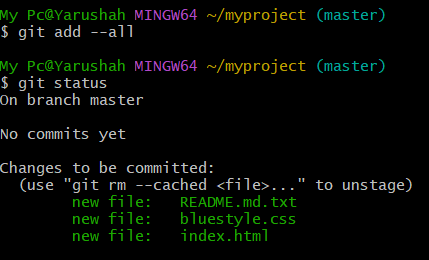 My Pc@Yarushah MINGW64 ~/myproject (master)
$ git add --all
My Pc@Yarushah MINGW64 ~/myproject (master)
$ git status
On branch master
No commits yet
Changes to be committed:
(use "git rm --cached <file>..." to unstage)
new file: README.md.txt
new file: bluestyle.css
new file: index.html